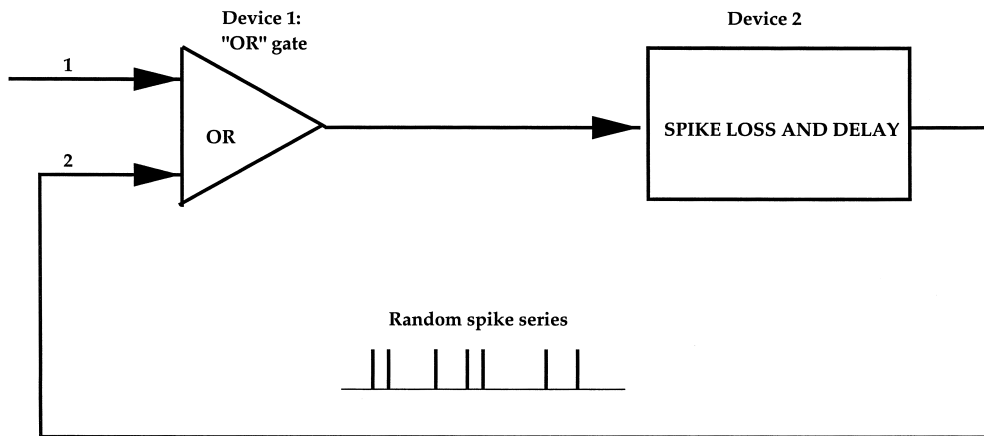 Device 1:
"OR" gate
Device 2
1
OR
SPIKE LOSS AND DELAY
2
Random spike series